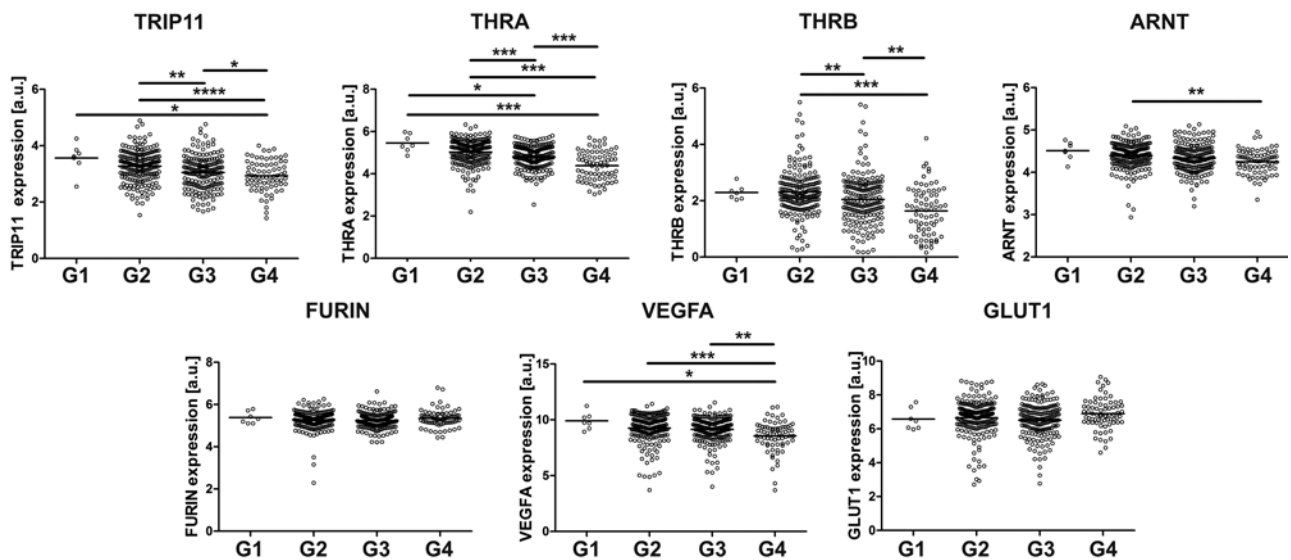 TRIP11
TRIP11 expression [a.u.]
6
4
2
0
*
**
****
*
G1 G2 G3 G4
THRA
THRA expression [a.u.]
8
6
4
2
0
***
***
***
*
***
G1 G2 G3 G4
THRB
THRB expression [a.u.]
6
4
2
0
**
**
***
G1 G2 G3 G4
ARNT
ARNT expression [a.u.]
6
5
4
3
2
**
G1 G2 G3 G4
FURIN
FURIN expression [a.u.]
8
6
4
2
0
G1 G2 G3 G4
VEGFA
VEGFA expression [a.u.]
15
10
5
0
**
***
*
G1 G2 G3 G4
GLUT1
GLUT1 expression [a.u.]
10
8
6
4
2
0
G1 G2 G3 G4